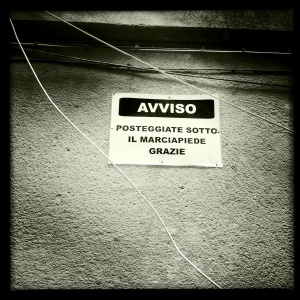 AVVISO
POSTEGGIATE SOTTO
IL MARCIAPIEDE
GRAZIE